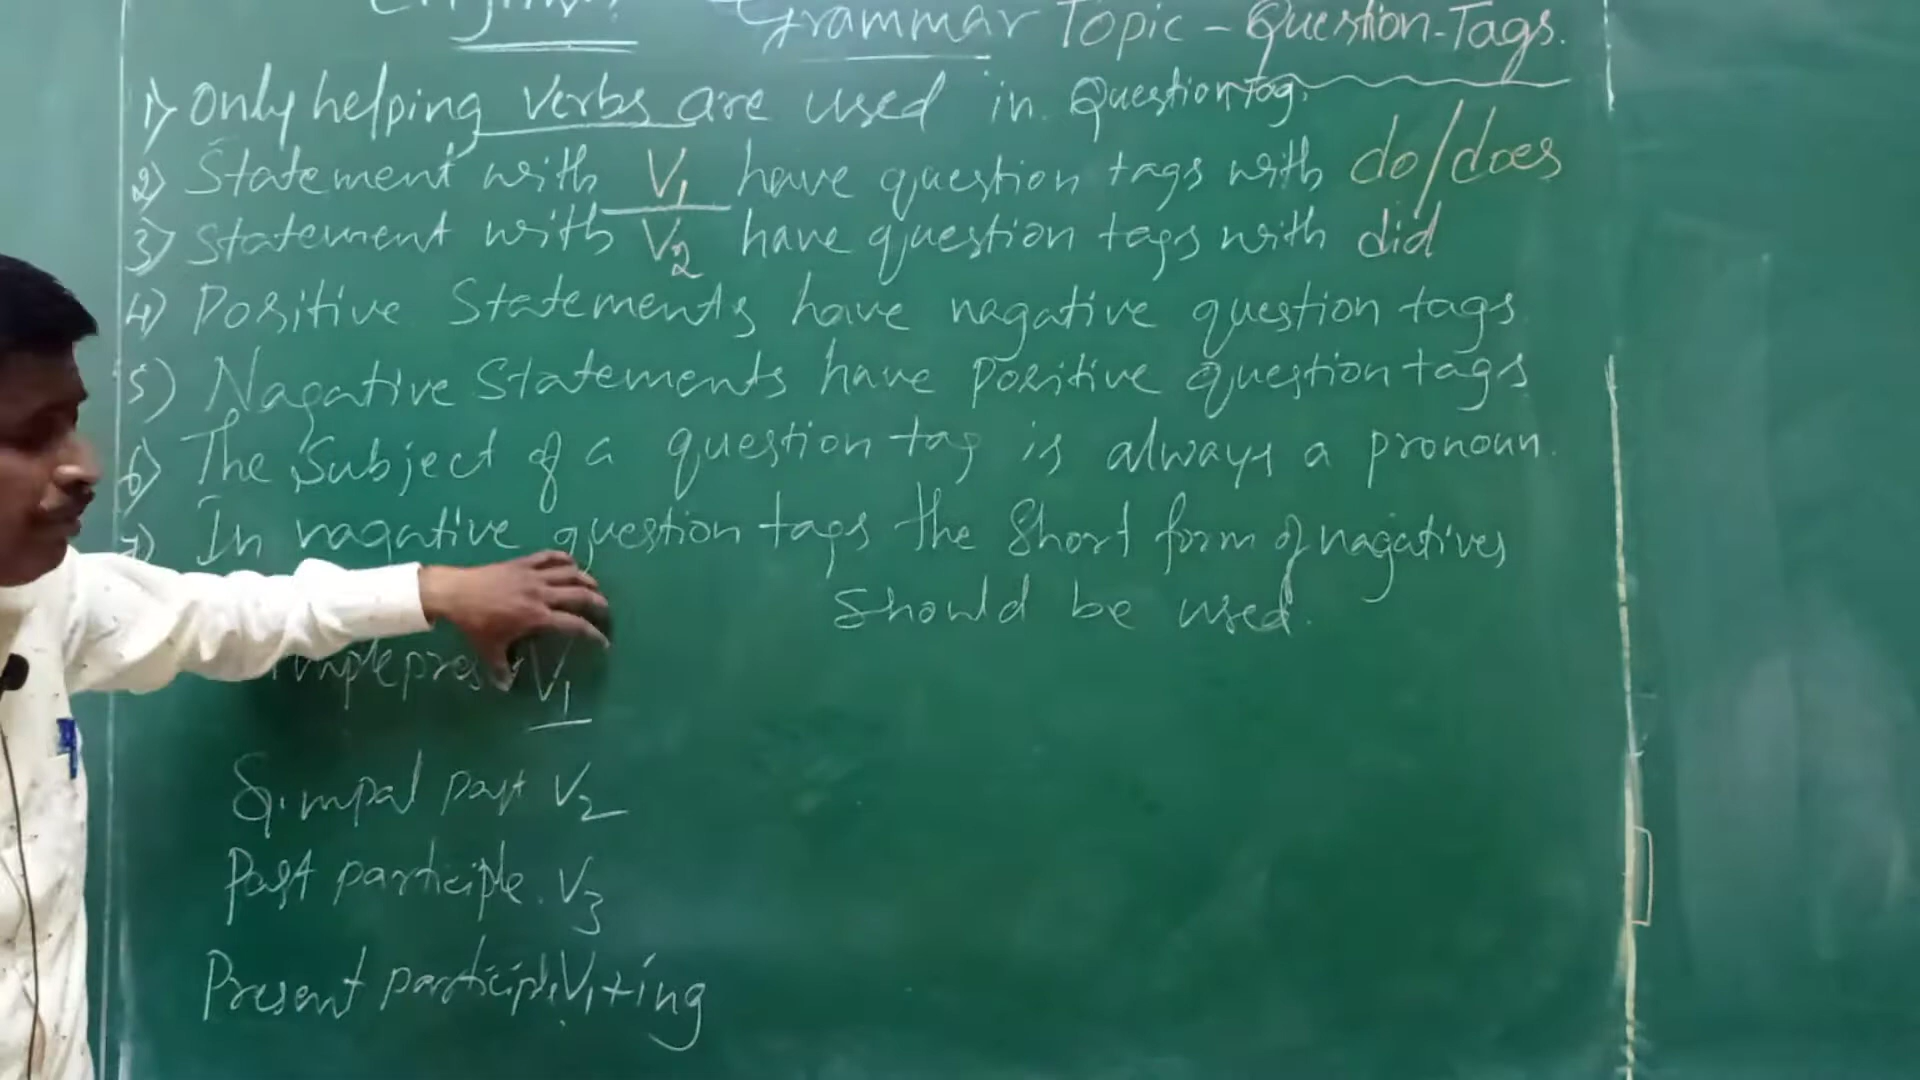 Grammar Topic - Question-Tags.
1) Only helping verbs are used in Question Tag.
2) Statement with V1 have question tags with do/does
3) Statement with V2 have question tags with did
4) Positive Statements have nagative question tags
5) Nagative Statements have positive question tags
6) The Subject of a question tag is always a pronoun.
7) In nagative question tags the Short form of nagatives
should be used.
V1
Simpal past V2
Past participle. V3
Present participle V1+ing